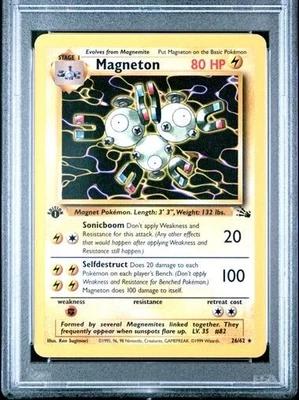 STAGE 1
Evolves from Magnemite
Put Magneton on the Basic Pokémon
Magneton
80 HP
Magnet Pokémon. Length: 3' 3", Weight: 132 lbs.
1
Sonicboom Don't apply Weakness and
Resistance for this attack. (Any other effects
that would happen after applying Weakness and
Resistance still happen.)
20
Selfdestruct Does 20 damage to each
Pokémon on each player's Bench. (Don't apply
Weakness and Resistance for Benched Pokémon.)
Magneton does 100 damage to itself.
100
weakness
resistance
retreat cost
Formed by several Magnemites linked together. They
frequently appear when sunspots flare up. LV. 35 #82
Illus. Ken Sugimori
©1995, 96, 98 Nintendo, Creatures, GAMEFREAK. ©1999 Wizards.
26/62
PSA